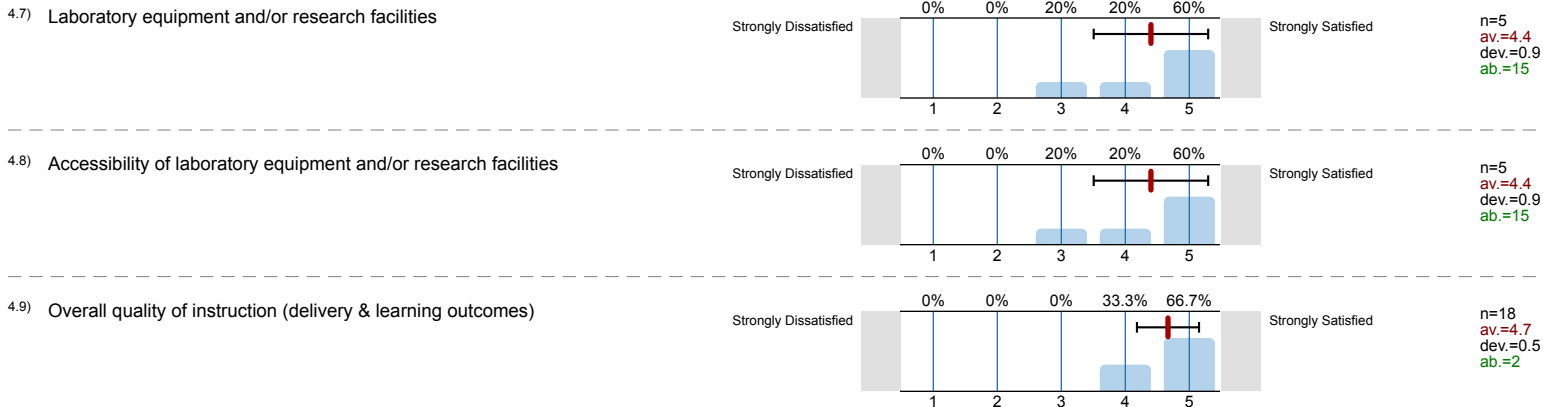 4.7) Laboratory equipment and/or research facilities
Strongly Dissatisfied
0% 0% 20% 20% 60%
1 2 3 4 5
Strongly Satisfied
n=5
av.=4.4
dev.=0.9
ab.=15
4.8) Accessibility of laboratory equipment and/or research facilities
Strongly Dissatisfied
0% 0% 20% 20% 60%
1 2 3 4 5
Strongly Satisfied
n=5
av.=4.4
dev.=0.9
ab.=15
4.9) Overall quality of instruction (delivery & learning outcomes)
Strongly Dissatisfied
0% 0% 0% 33.3% 66.7%
1 2 3 4 5
Strongly Satisfied
n=18
av.=4.7
dev.=0.5
ab.=2